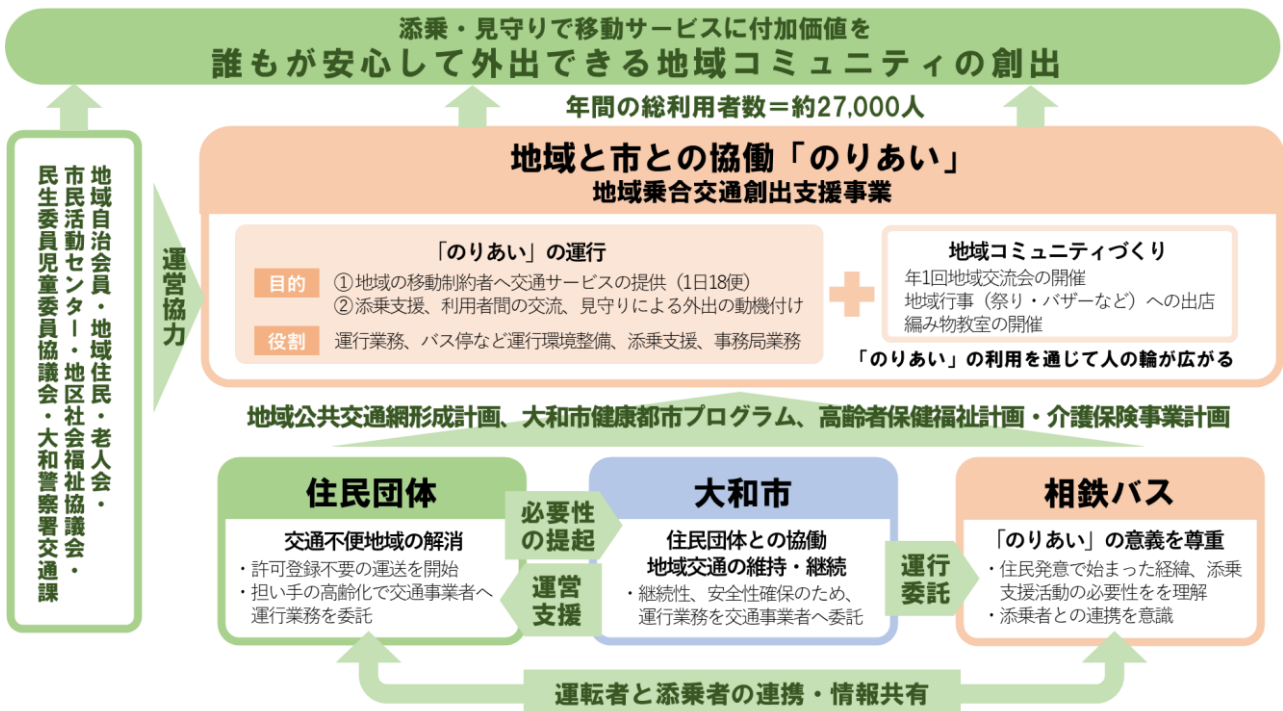 添乗・見守りで移動サービスに付加価値を
誰もが安心して外出できる地域コミュニティの創出
年間の総利用者数＝約27,000人
地域自治会員・地域住民・老人会・
市民活動センター・地区社会福祉協議会・
民生委員児童委員協議会・大和警察署交通課
運営協力
地域と市との協働「のりあい」
地域乗合交通創出支援事業
「のりあい」の運行
目的
①地域の移動制約者へ交通サービスの提供（1日18便）
②添乗支援、利用者間の交流、見守りによる外出の動機付け
役割
運行業務、バス停など運行環境整備、添乗支援、事務局業務
地域コミュニティづくり
年1回地域交流会の開催
地域行事（祭り・バザーなど）への出店
編み物教室の開催
「のりあい」の利用を通じて人の輪が広がる
地域公共交通網形成計画、大和市健康都市プログラム、高齢者保健福祉計画・介護保険事業計画
住民団体
交通不便地域の解消
・許可登録不要の運送を開始
・担い手の高齢化で交通事業者へ
運行業務を委託
必要性
の提起
運営
支援
大和市
住民団体との協働
地域交通の維持・継続
・継続性、安全性確保のため、
運行業務を交通事業者へ委託
運行
委託
相鉄バス
「のりあい」の意義を尊重
・住民発意で始まった経緯、添乗
支援活動の必要性をを理解
・添乗者との連携を意識
運転者と添乗者の連携・情報共有